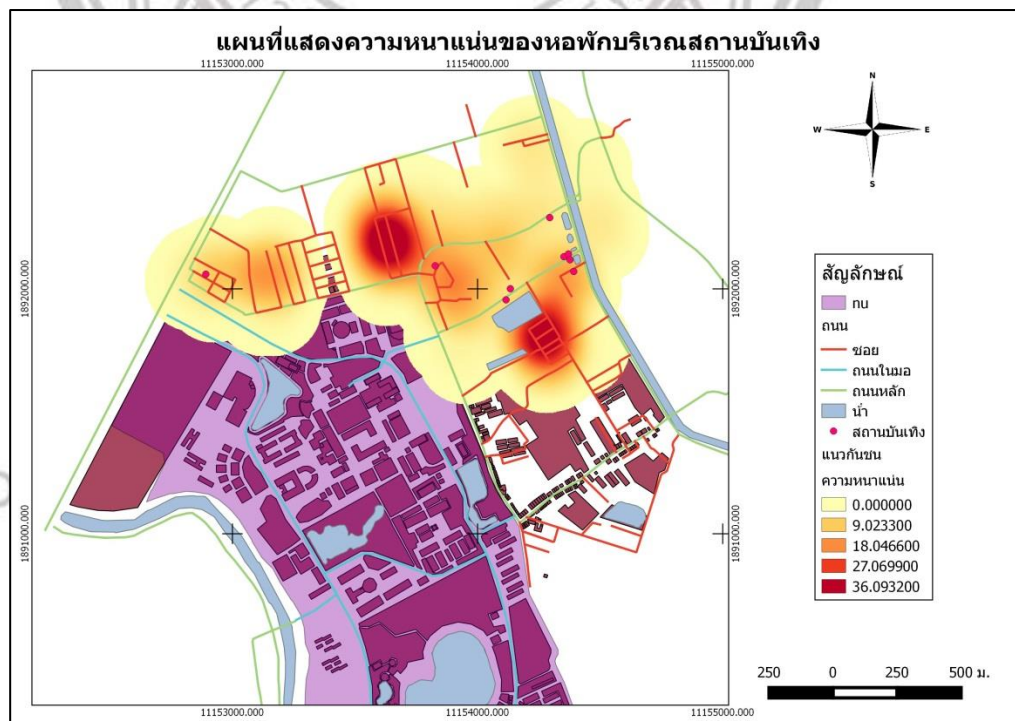 แผนที่แสดงความหนาแน่นของหอพักบริเวณสถานบันเทิง
11153000.000 11154000.000 11155000.000
N
W E
S
1892000.000 1892000.000
1891000.000 1891000.000
สัญลักษณ์
ถนน
ซอย
ถนนในมอ
ถนนหลัก
น้ำ
สถานบันเทิง
แนวกันชน
ความหนาแน่น
0.000000
9.023300
18.046600
27.069900
36.093200
11153000.000 11154000.000 11155000.000
250 0 250 500 ม.